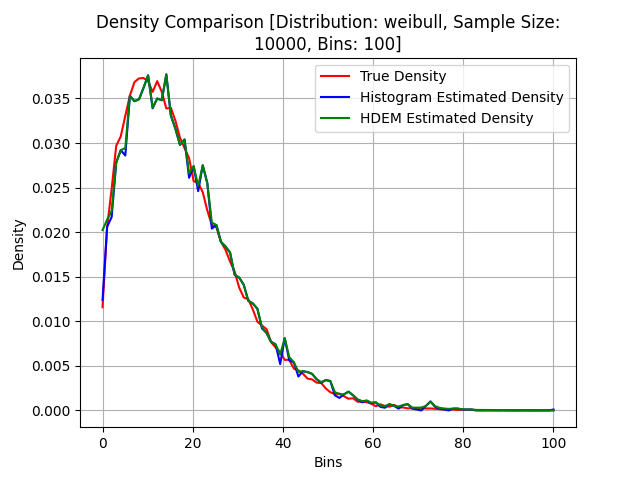 Density Comparison [Distribution: weibull, Sample Size:
10000, Bins: 100]
True Density
Histogram Estimated Density
HDEM Estimated Density
Density
0.035
0.030
0.025
0.020
0.015
0.010
0.005
0.000
0 20 40 60 80 100
Bins